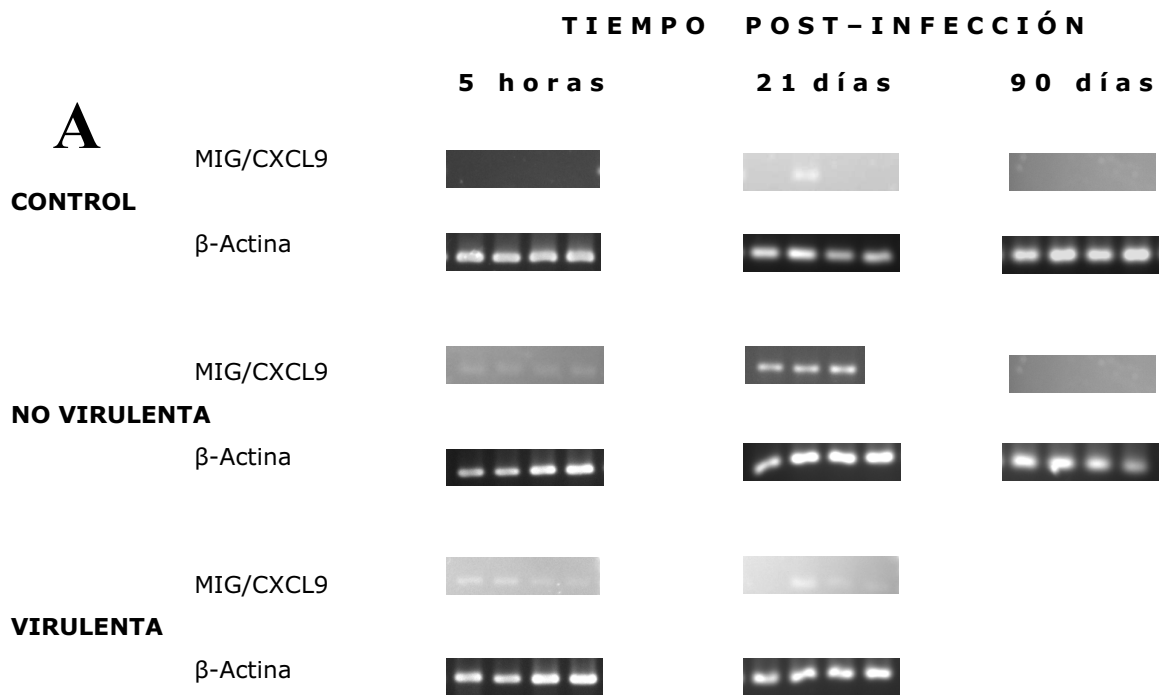 TIEMPO POST–INFECCIÓN
5 horas 21 días 90 días
A
MIG/CXCL9
CONTROL
β-Actina
MIG/CXCL9
NO VIRULENTA
β-Actina
MIG/CXCL9
VIRULENTA
β-Actina